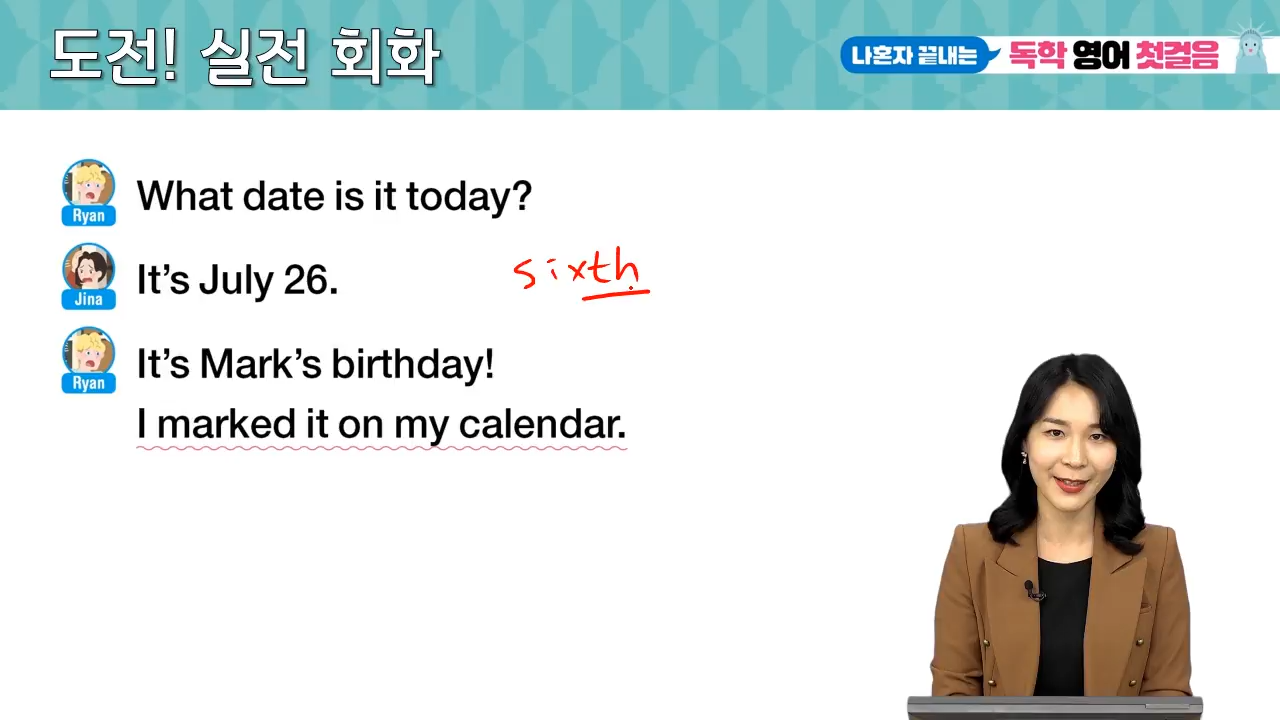 도전! 실전 회화
나혼자 끝내는 독학 영어 첫걸음
Ryan What date is it today?
Jina It’s July 26.
sixth
Ryan It’s Mark’s birthday!
I marked it on my calendar.